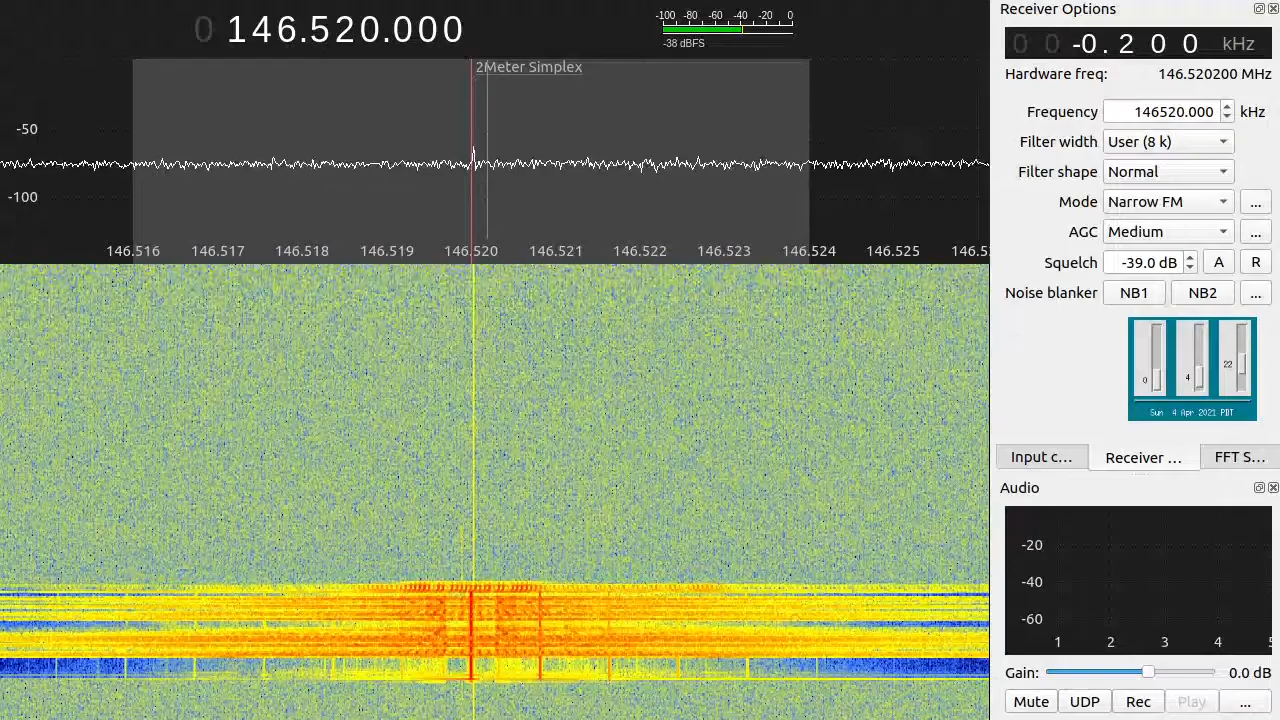 0 146.520.000
-100 -80 -60 -40 -20 0
-38 dBFS
2Meter Simplex
-50
-100
146.516 146.517 146.518 146.519 146.520 146.521 146.522 146.523 146.524 146.525
Receiver Options
0 0 -0.200 kHz
Hardware freq: 146.520200 MHz
Frequency 146520.000 kHz
Filter width User (8 k)
Filter shape Normal
Mode Narrow FM ...
AGC Medium ...
Squelch -39.0 dB A R
Noise blanker NB1 NB2 ...
0 4 22
Sun 4 Apr 2021 PDT
Input c... Receiver ... FFT S...
Audio
-20
-40
-60
1 2 3 4 5
Gain: 0.0 dB
Mute UDP Rec Play ...